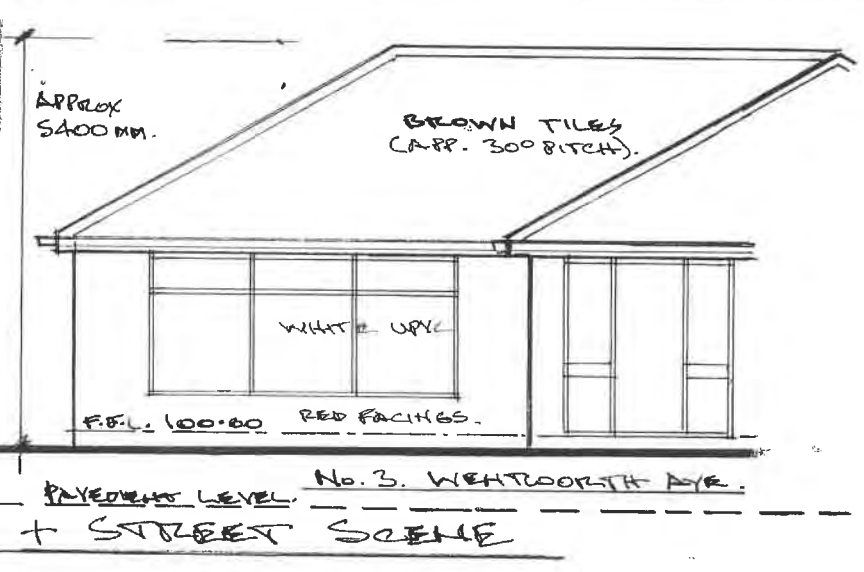 APPROX
5400 MM.
BROWN TILES
(APP. 30º PITCH).
WHITE UPVC
F.F.L. 100.00 RED FACINGS.
No. 3. WENTWORTH AVE.
PAVEMENT LEVEL.
+ STREET SCENE